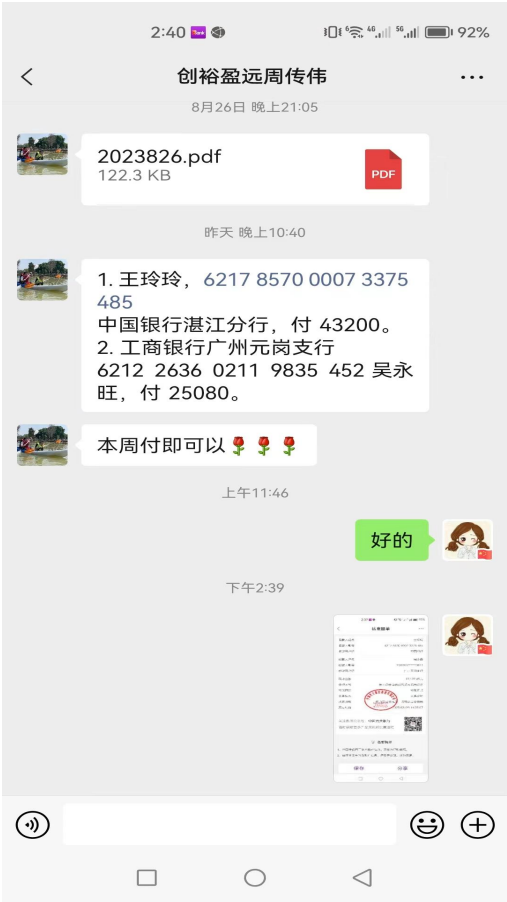 2:40
92%
创裕盈远周传伟
8月26日 晚上21:05
2023826.pdf
122.3 KB
PDF
昨天 晚上10:40
1. 王玲玲，6217 8570 0007 3375
485
中国银行湛江分行，付 43200。
2. 工商银行广州元岗支行
6212 2636 0211 9835 452 吴永
旺，付 25080。
本周付即可以🌹🌹🌹
上午11:46
好的
下午2:39